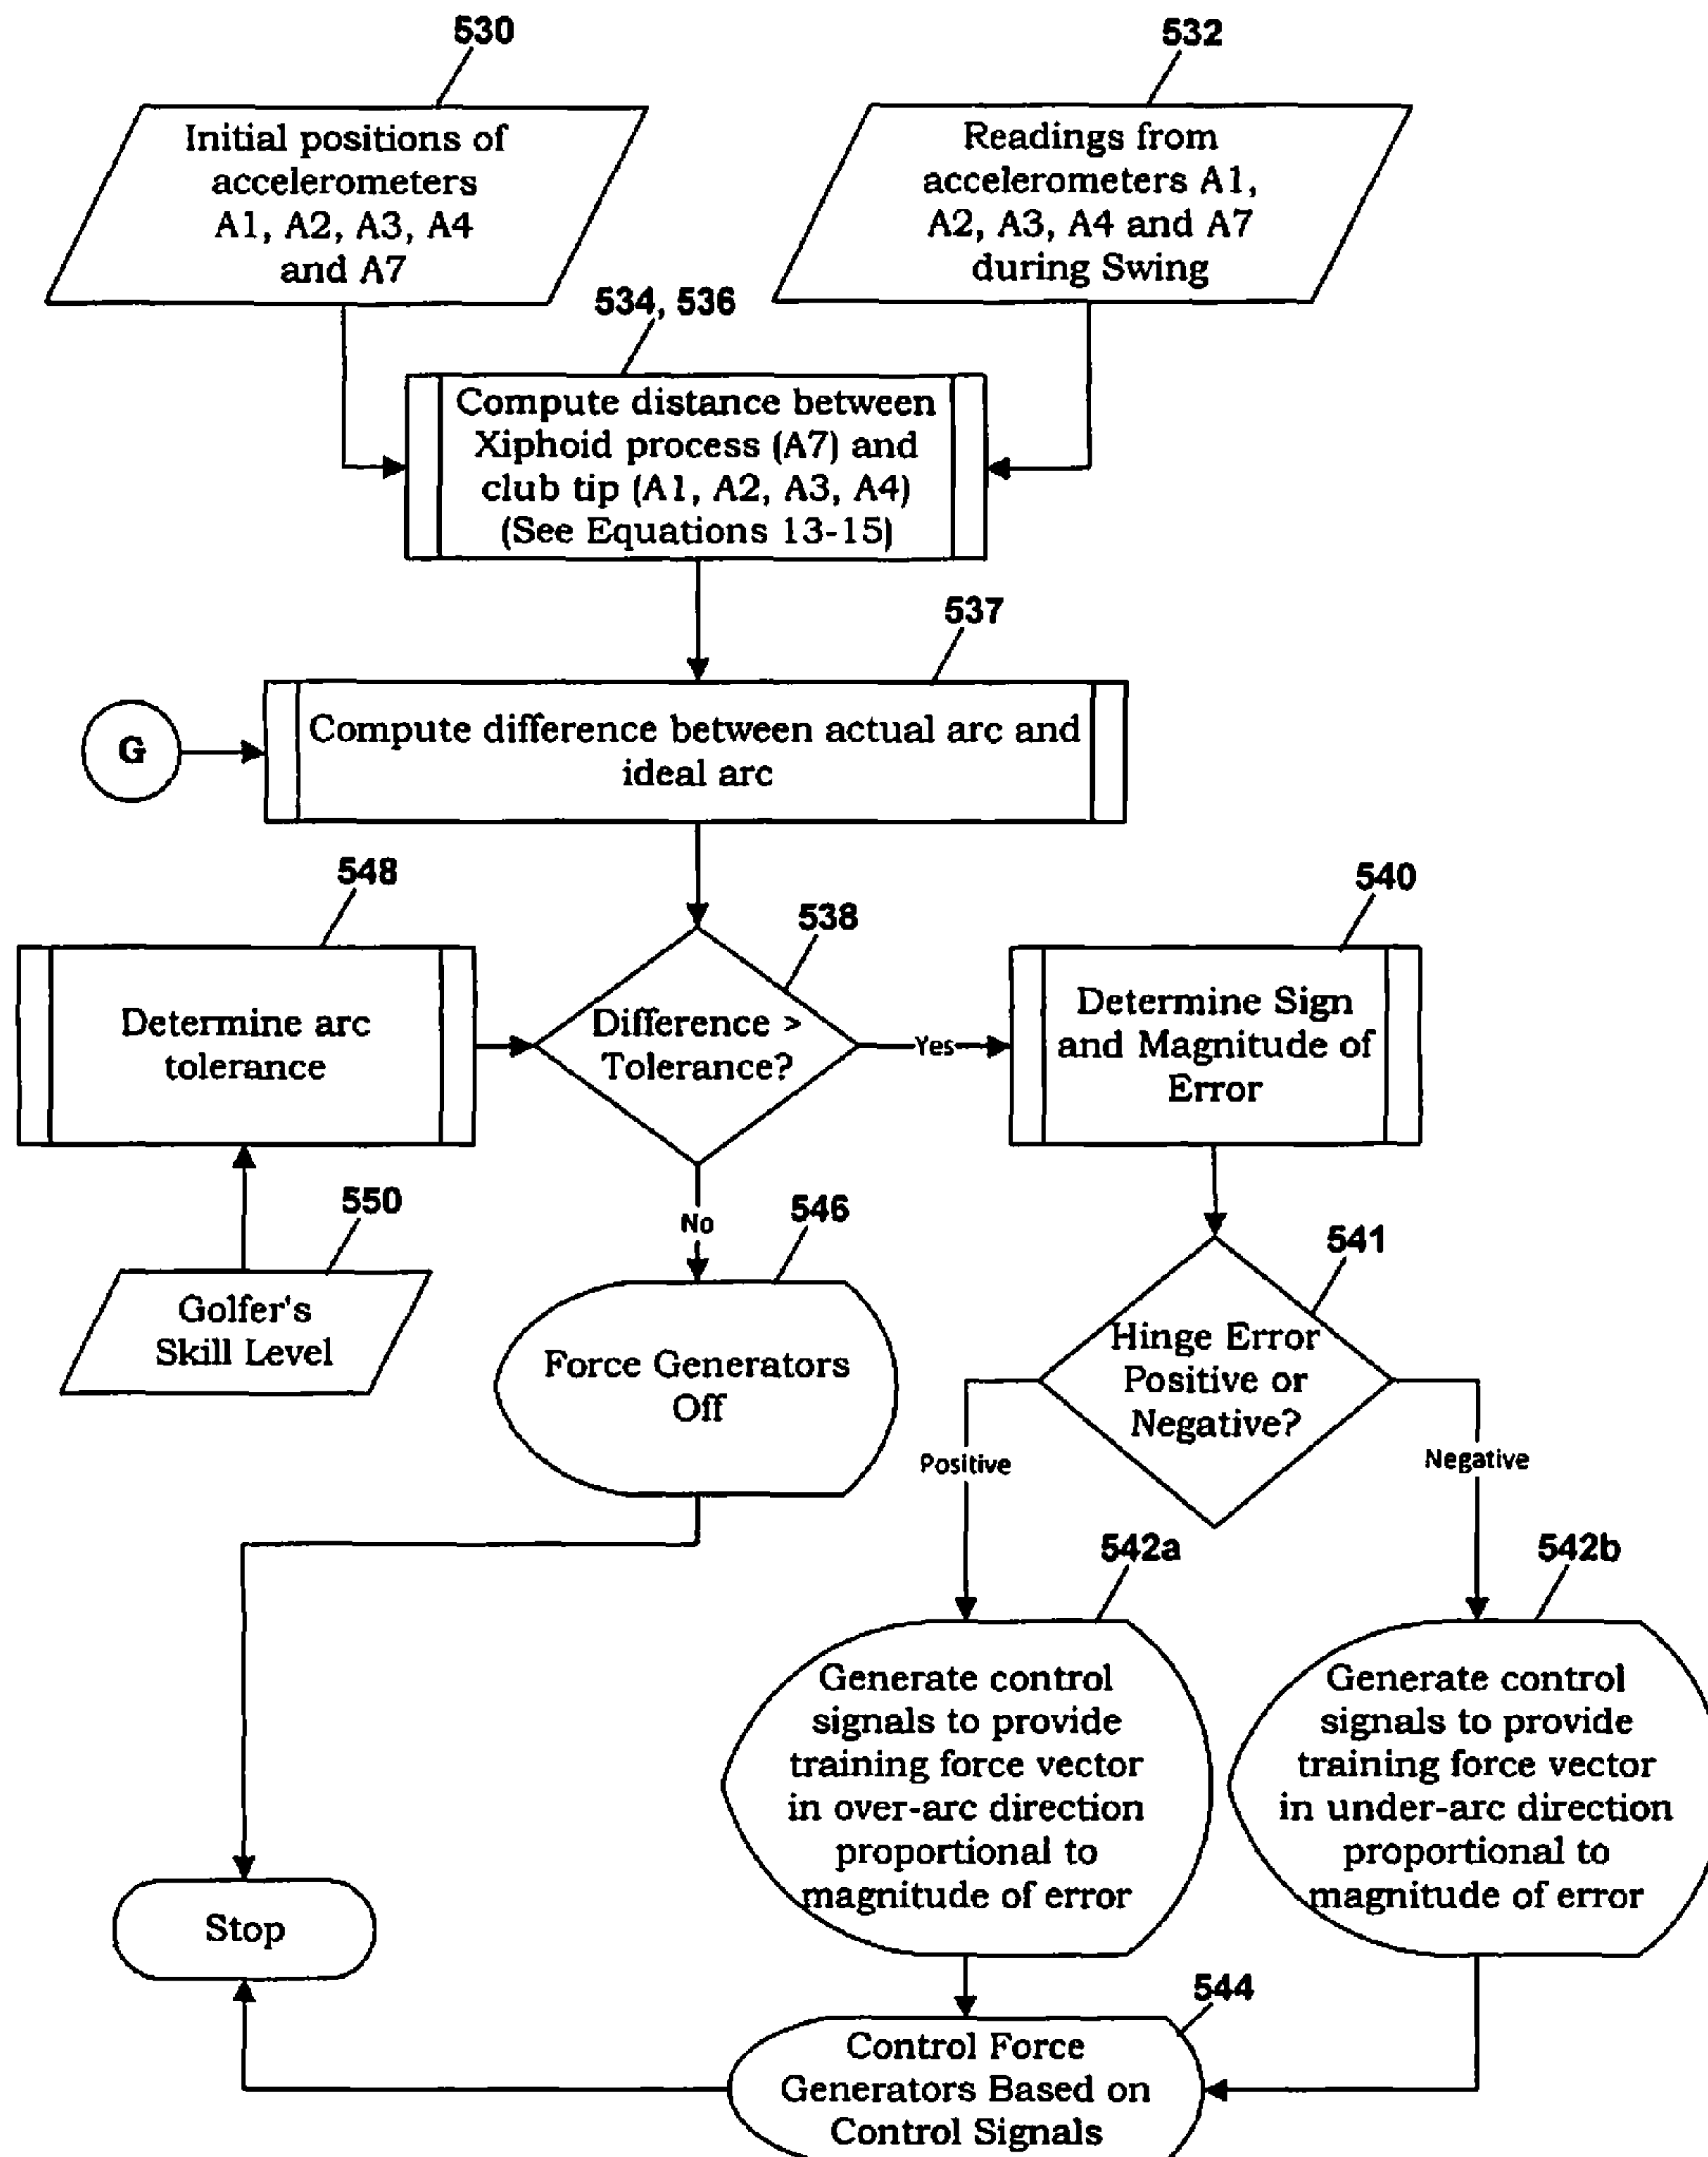 530
532
Initial positions of
accelerometers
A1, A2, A3, A4
and A7
Readings from
accelerometers A1,
A2, A3, A4 and A7
during Swing
534, 536
Compute distance between
Xiphoid process (A7) and
club tip (A1, A2, A3, A4)
(See Equations 13-15)
537
G
Compute difference between actual arc and
ideal arc
548
538
540
Determine arc
tolerance
Difference >
Tolerance?
Yes
Determine Sign
and Magnitude of
Error
550
Golfer's
Skill Level
No
546
Force Generators
Off
541
Hinge Error
Positive or
Negative?
Positive
Negative
542a
542b
Generate control
signals to provide
training force vector
in over-arc direction
proportional to
magnitude of error
Generate control
signals to provide
training force vector
in under-arc direction
proportional to
magnitude of error
Stop
544
Control Force
Generators Based on
Control Signals